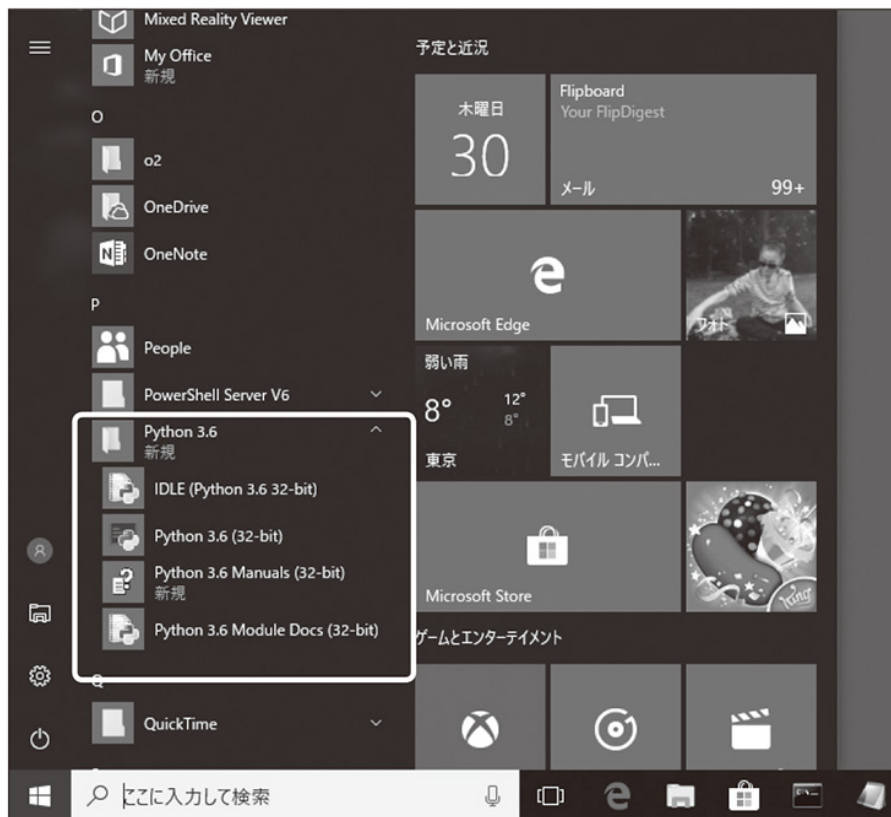 Mixed Reality Viewer
My Office
新規
O
o2
OneDrive
OneNote
P
People
PowerShell Server V6
Python 3.6
新規
IDLE (Python 3.6 32-bit)
Python 3.6 (32-bit)
Python 3.6 Manuals (32-bit)
新規
Python 3.6 Module Docs (32-bit)
Q
QuickTime
予定と近況
木曜日
30
Flipboard
Your FlipDigest
メール
99+
Microsoft Edge
フォト
弱い雨
8°
12°
8°
東京
モバイル コンパ...
Microsoft Store
King
ゲームとエンターテイメント
ここに入力して検索